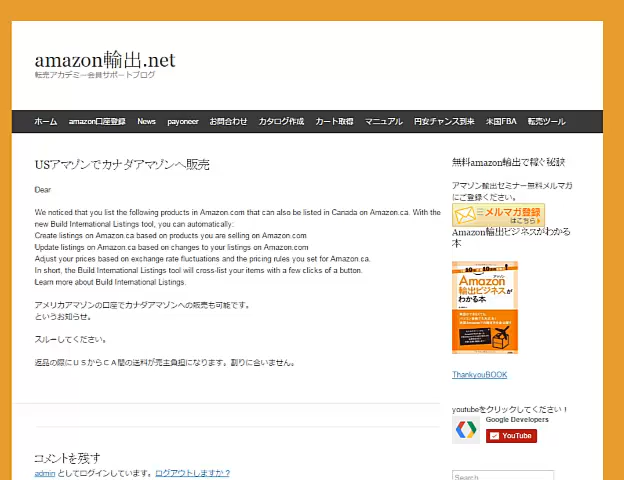 amazon輸出.net
転売アカデミー会員サポートブログ
ホーム amazon口座登録 News payoneer お問合わせ カタログ作成 カート取得 マニュアル 円安チャンス到来 米国FBA 転売ツール
USアマゾンでカナダアマゾンへ販売
Dear
We noticed that you list the following products in Amazon.com that can also be listed in Canada on Amazon.ca. With the
new Build International Listings tool, you can automatically:
Create listings on Amazon.ca based on products you are selling on Amazon.com
Update listings on Amazon.ca based on changes to your listings on Amazon.com
Adjust your prices based on exchange rate fluctuations and the pricing rules you set for Amazon.ca.
In short, the Build International Listings tool will cross-list your items with a few clicks of a button.
Learn more about Build International Listings.
アメリカアマゾンの口座でカナダアマゾンへの販売も可能です。
というお知らせ。
スルーしてください。
返品の際にＵＳからＣＡ間の送料が売主負担になります。割りに合いません。
コメントを残す
admin としてログインしています。ログアウトしますか ?
無料amazon輸出で稼ぐ秘訣
アマゾン輸出セミナー無料メルマガ
にご登録ください。
メルマガ登録
はこちら
Amazon輸出ビジネスがわかる
本
Amazon
輸出ビジネスが
わかる本
ThankyouBOOK
youtubeをクリックしてください！
Google Developers
YouTube
Search